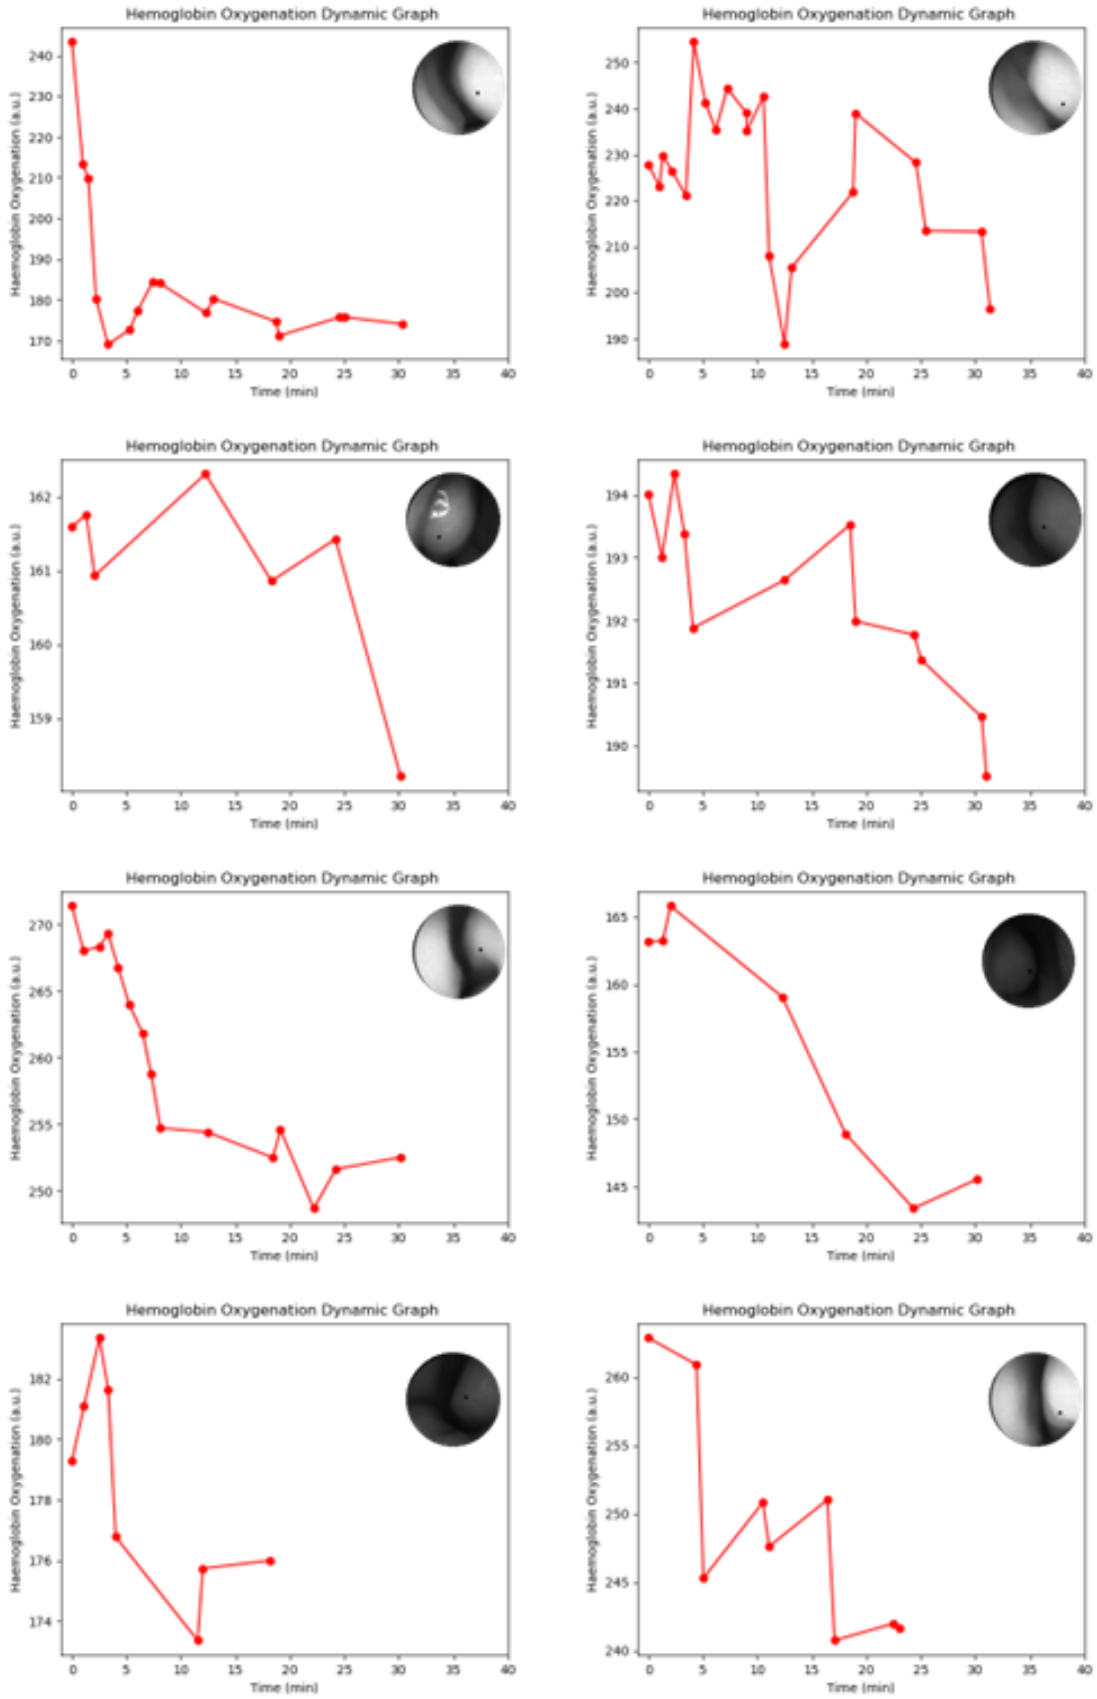 Hemoglobin Oxygenation Dynamic Graph
Haemoglobin Oxygenation (a.u.)
240
230
220
210
200
190
180
170
0 5 10 15 20 25 30 35 40
Time (min)
Hemoglobin Oxygenation Dynamic Graph
Haemoglobin Oxygenation (a.u.)
250
240
230
220
210
200
190
0 5 10 15 20 25 30 35 40
Time (min)
Hemoglobin Oxygenation Dynamic Graph
Haemoglobin Oxygenation (a.u.)
162
161
160
159
0 5 10 15 20 25 30 35 40
Time (min)
Hemoglobin Oxygenation Dynamic Graph
Haemoglobin Oxygenation (a.u.)
194
193
192
191
190
0 5 10 15 20 25 30 35 40
Time (min)
Hemoglobin Oxygenation Dynamic Graph
Haemoglobin Oxygenation (a.u.)
270
265
260
255
250
0 5 10 15 20 25 30 35 40
Time (min)
Hemoglobin Oxygenation Dynamic Graph
Haemoglobin Oxygenation (a.u.)
165
160
155
150
145
0 5 10 15 20 25 30 35 40
Time (min)
Hemoglobin Oxygenation Dynamic Graph
Haemoglobin Oxygenation (a.u.)
182
180
178
176
174
0 5 10 15 20 25 30 35 40
Time (min)
Hemoglobin Oxygenation Dynamic Graph
Haemoglobin Oxygenation (a.u.)
260
255
250
245
240
0 5 10 15 20 25 30 35 40
Time (min)